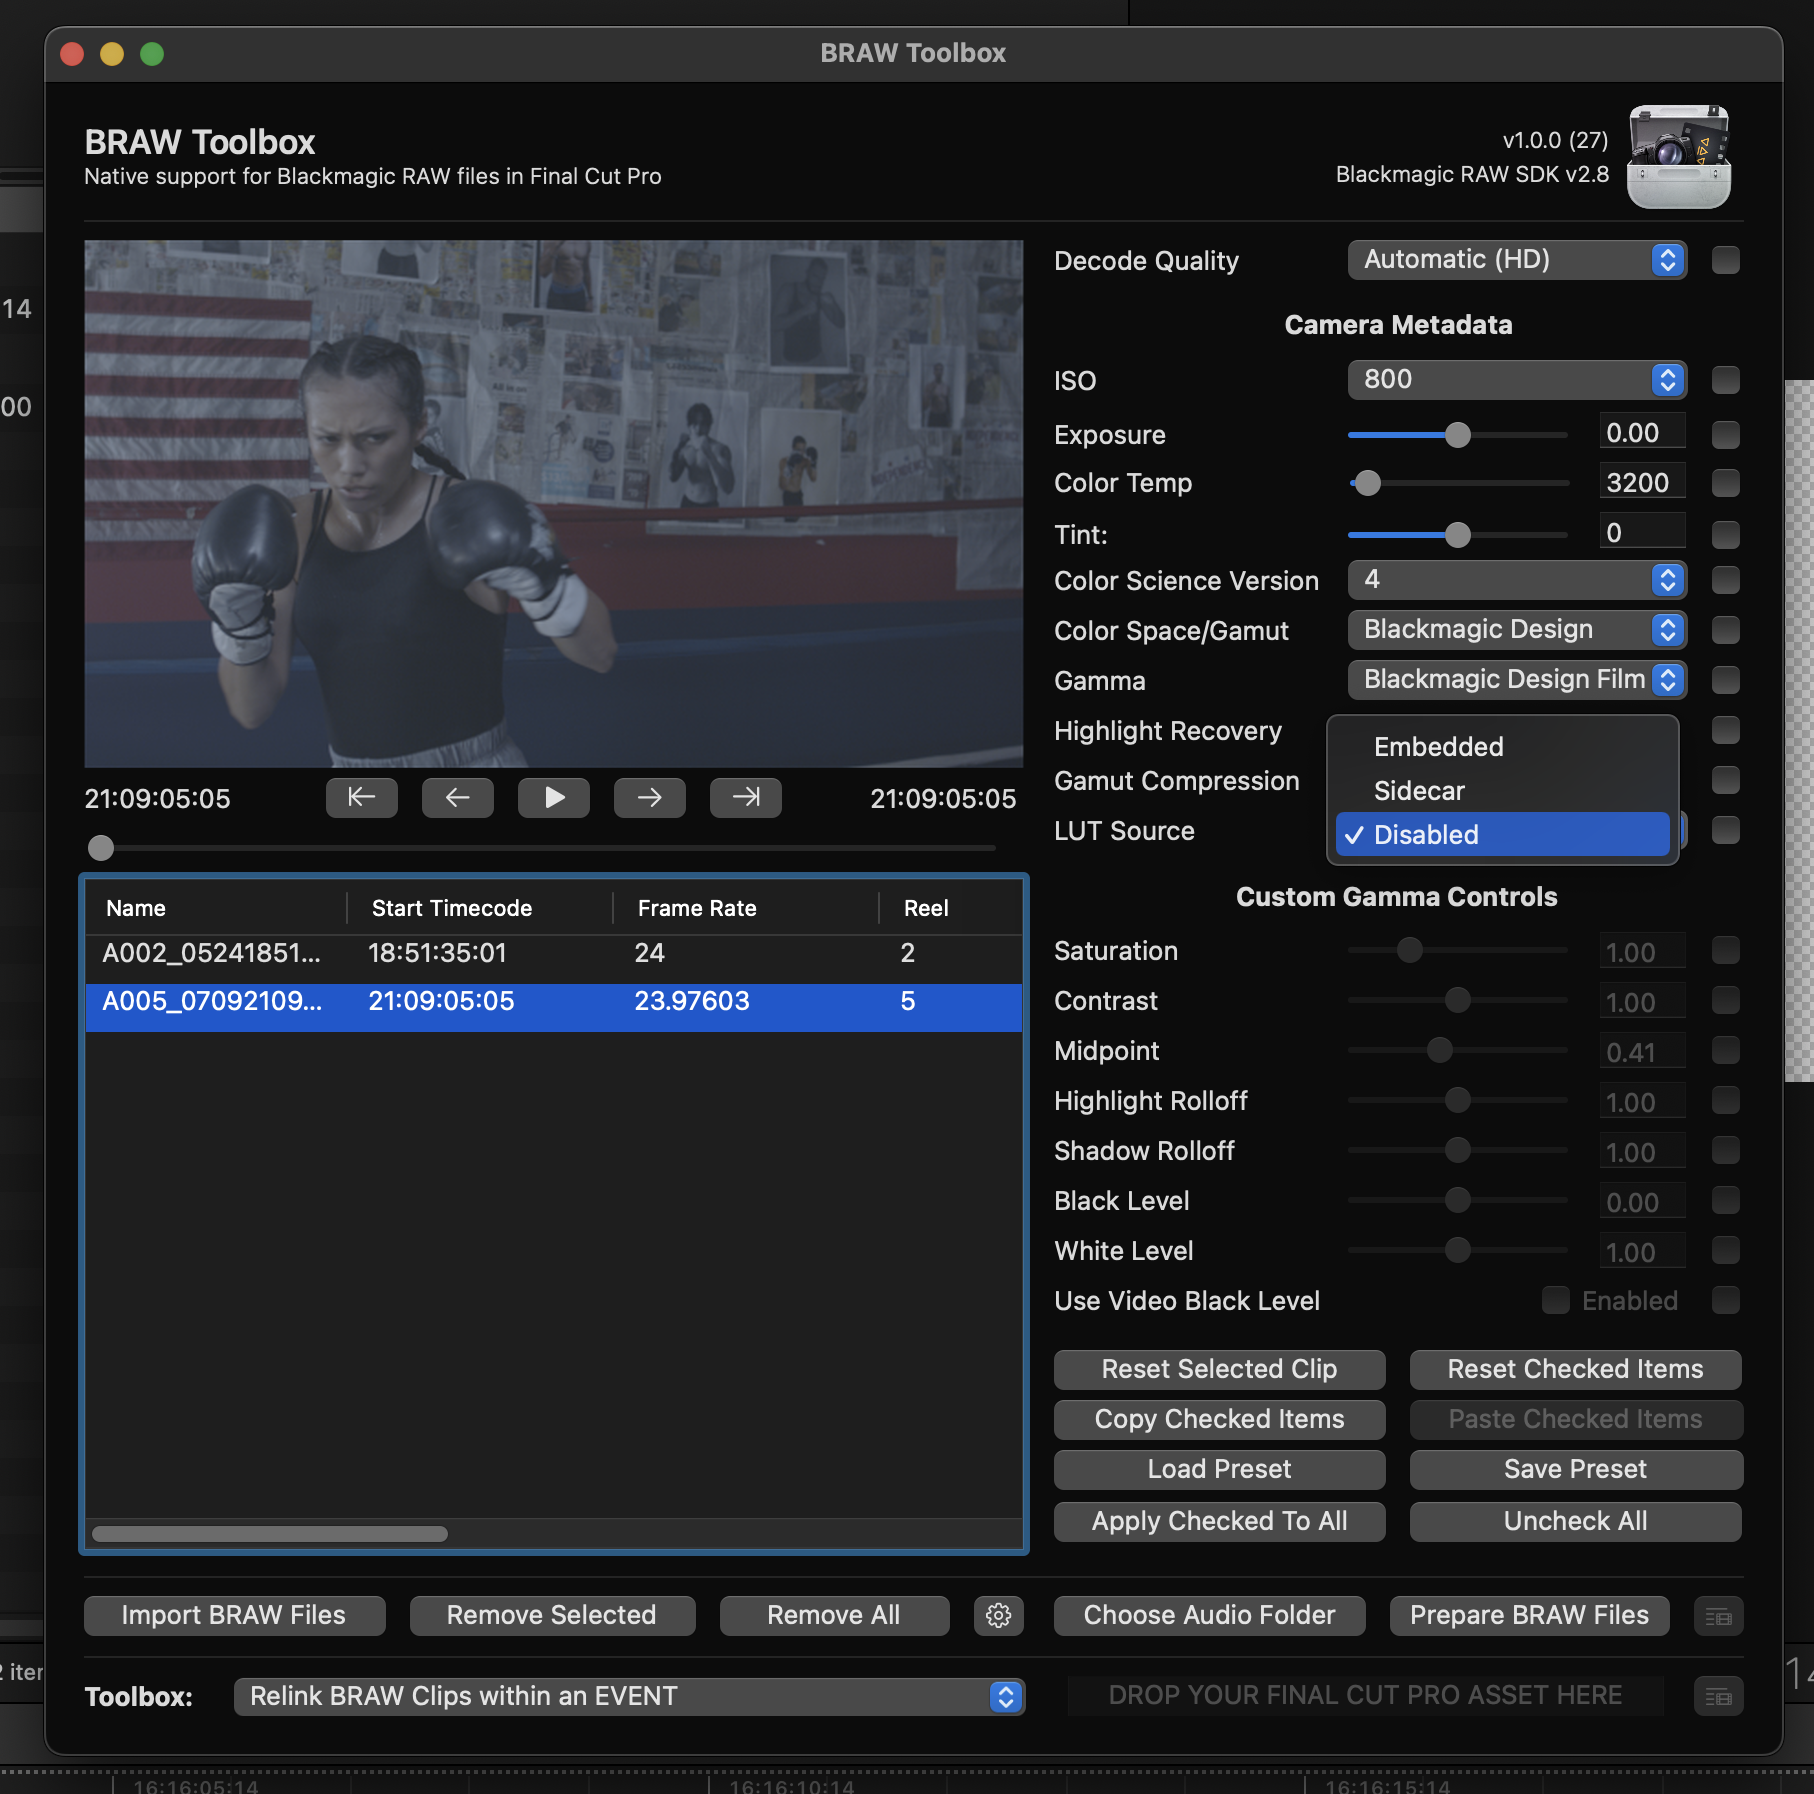 BRAW Toolbox
BRAW Toolbox
Native support for Blackmagic RAW files in Final Cut Pro
v1.0.0 (27)
Blackmagic RAW SDK v2.8
Decode Quality
Automatic (HD)
14
Camera Metadata
ISO
800
00
Exposure
0.00
Color Temp
3200
Tint:
0
Color Science Version
4
Color Space/Gamut
Blackmagic Design
Gamma
Blackmagic Design Film
Highlight Recovery
Embedded
Gamut Compression
Sidecar
LUT Source
✓ Disabled
21:09:05:05
21:09:05:05
Name Start Timecode Frame Rate Reel
A002_05241851... 18:51:35:01 24 2
A005_07092109... 21:09:05:05 23.97603 5
Custom Gamma Controls
Saturation
1.00
Contrast
1.00
Midpoint
0.41
Highlight Rolloff
1.00
Shadow Rolloff
1.00
Black Level
0.00
White Level
1.00
Use Video Black Level
Enabled
Reset Selected Clip
Reset Checked Items
Copy Checked Items
Paste Checked Items
Load Preset
Save Preset
Apply Checked To All
Uncheck All
Import BRAW Files
Remove Selected
Remove All
Choose Audio Folder
Prepare BRAW Files
Toolbox:
Relink BRAW Clips within an EVENT
DROP YOUR FINAL CUT PRO ASSET HERE
16:16:05:14
16:16:10:14
16:16:15:14